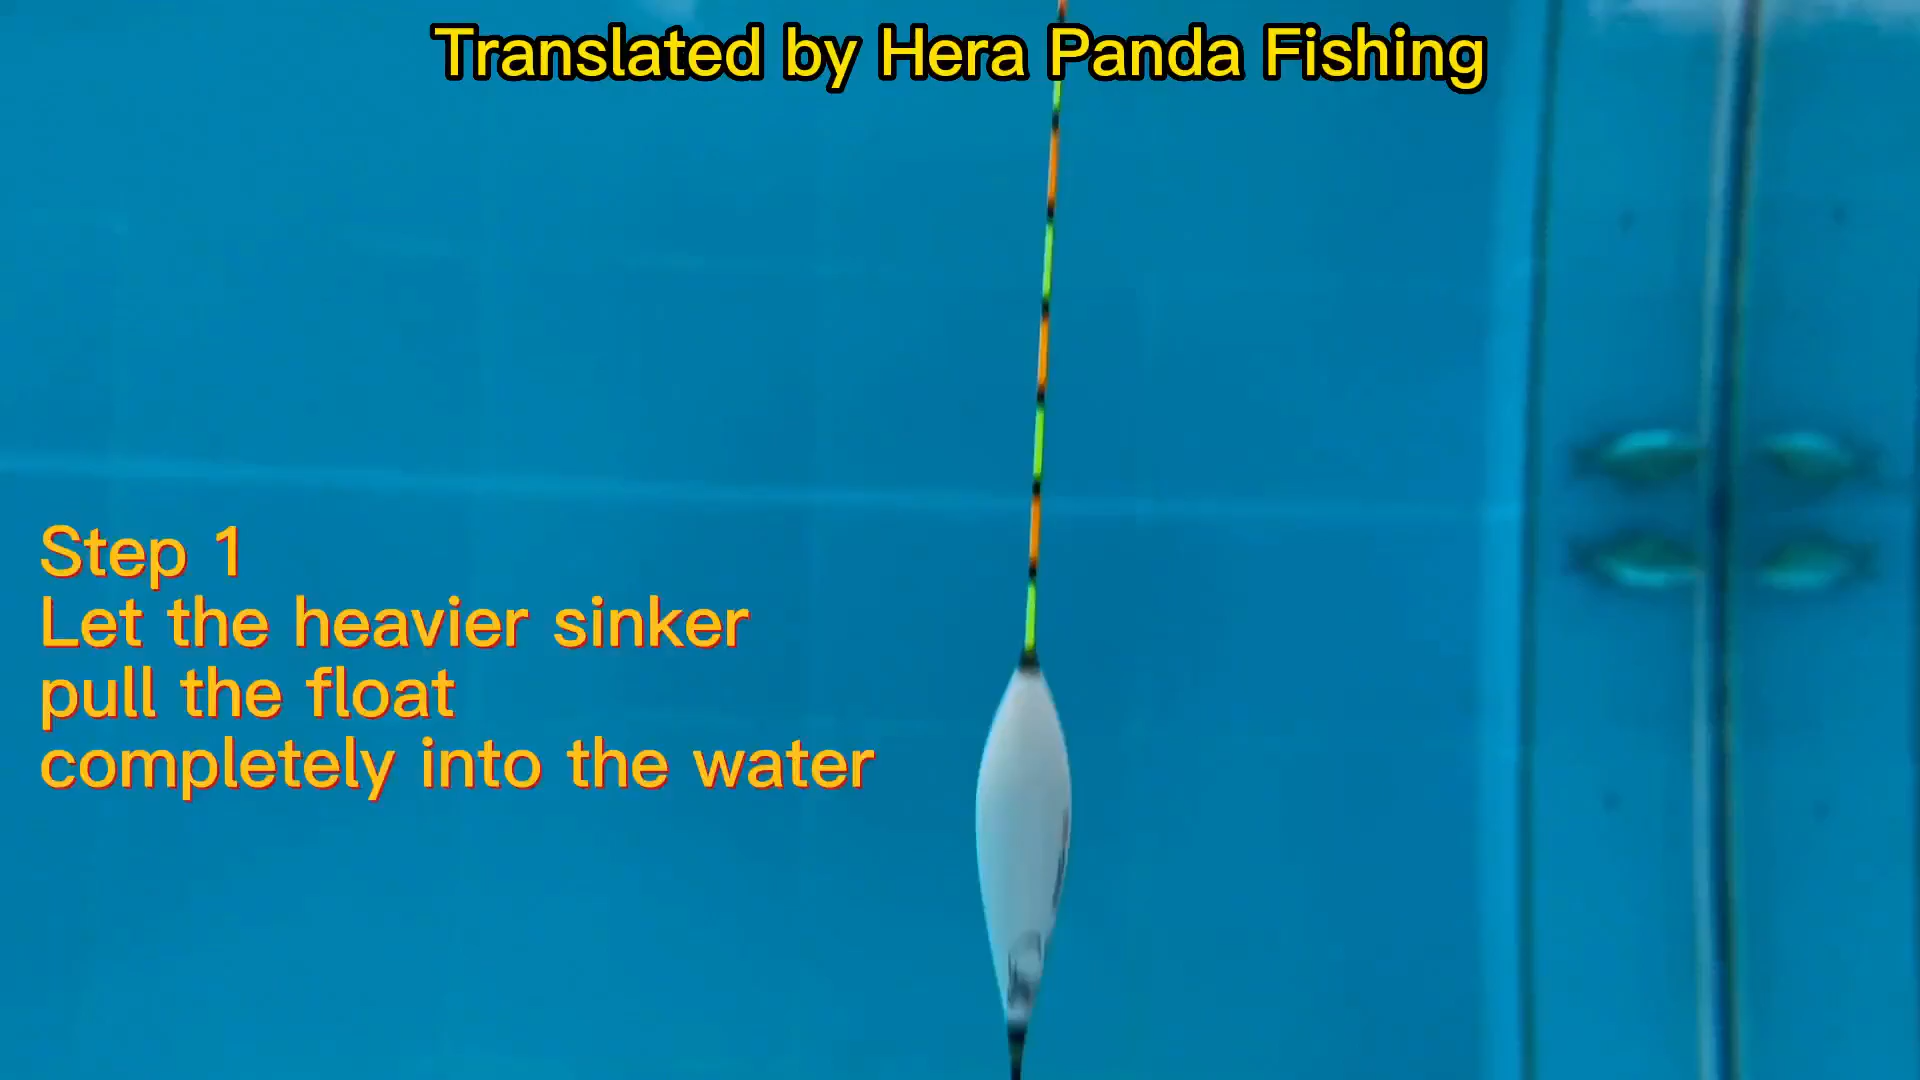 Translated by Hera Panda Fishing
Step 1
Let the heavier sinker
pull the float
completely into the water